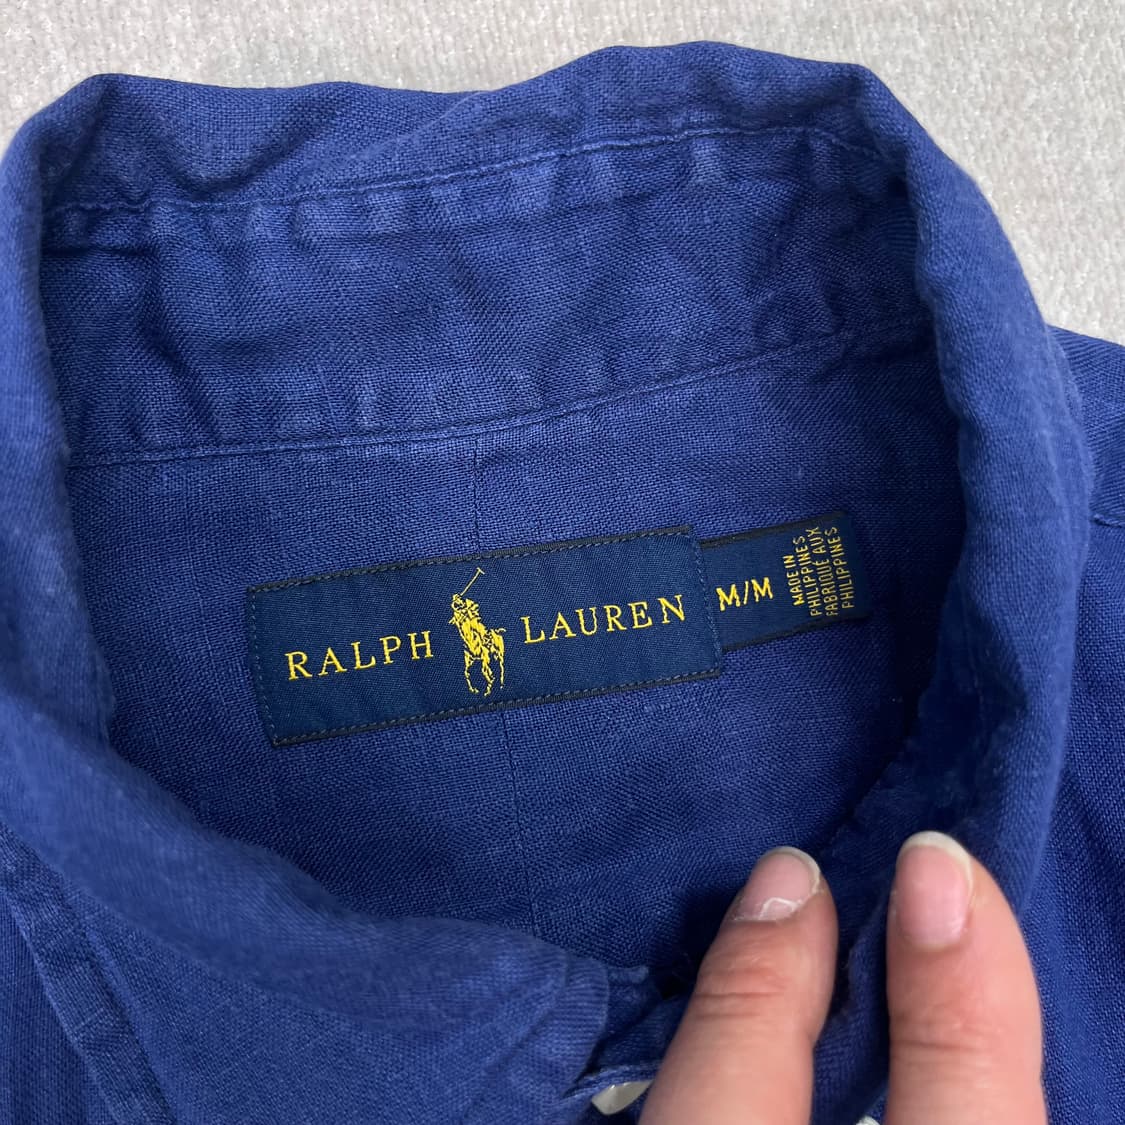 RALPH LAUREN
M/M
MADE IN
PHILIPPINES
FABRIQUE AUX
PHILIPPINES